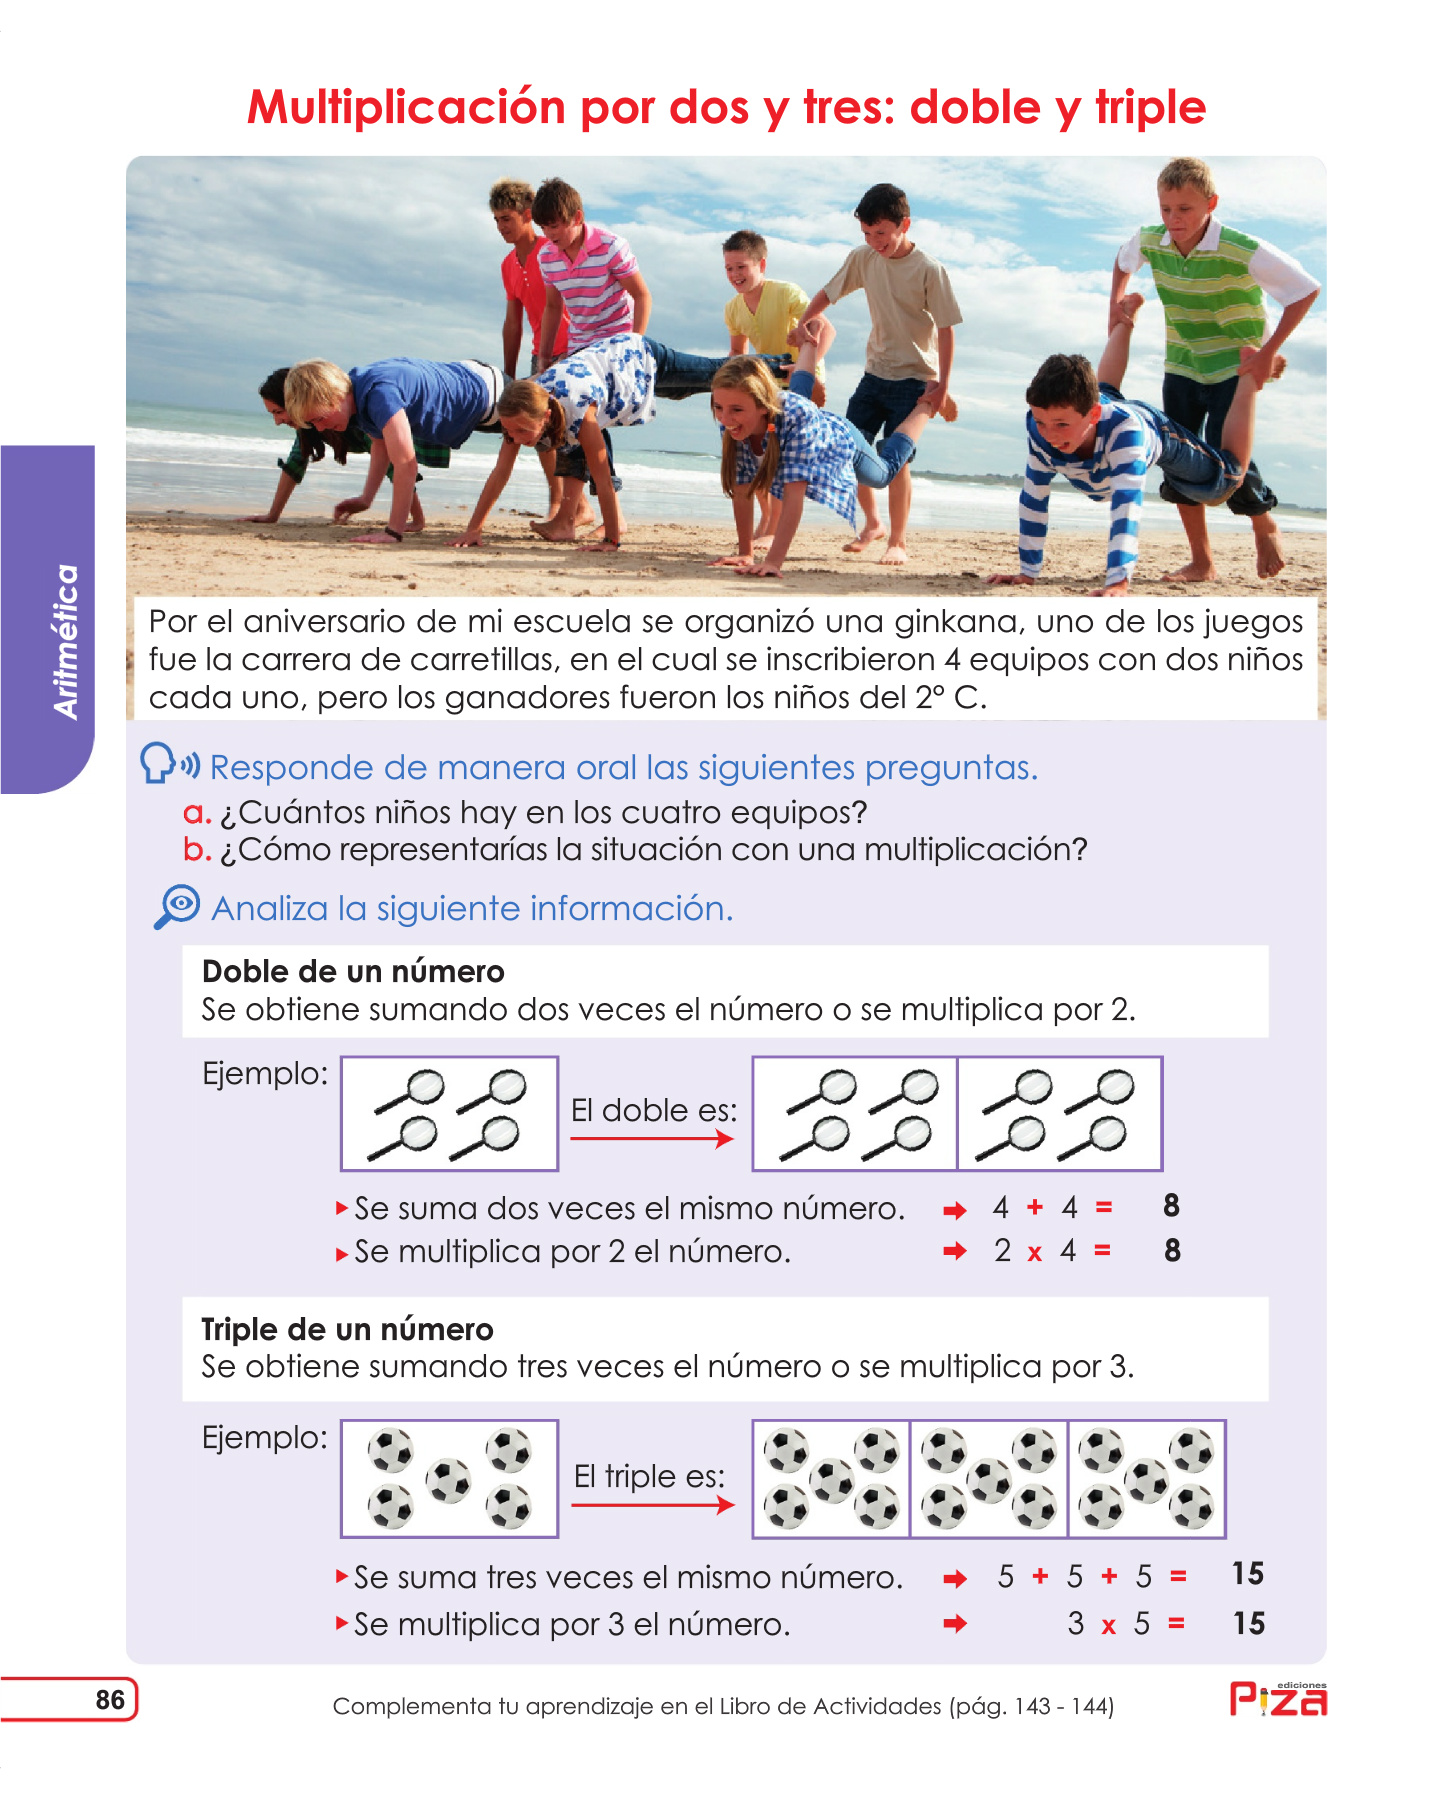 Multiplicación por dos y tres: doble y triple
Aritmética
Por el aniversario de mi escuela se organizó una ginkana, uno de los juegos
fue la carrera de carretillas, en el cual se inscribieron 4 equipos con dos niños
cada uno, pero los ganadores fueron los niños del 2° C.
Responde de manera oral las siguientes preguntas.
a. ¿Cuántos niños hay en los cuatro equipos?
b. ¿Cómo representarías la situación con una multiplicación?
Analiza la siguiente información.
Doble de un número
Se obtiene sumando dos veces el número o se multiplica por 2.
Ejemplo:
El doble es:
Se suma dos veces el mismo número. 4 + 4 = 8
Se multiplica por 2 el número. 2 x 4 = 8
Triple de un número
Se obtiene sumando tres veces el número o se multiplica por 3.
Ejemplo:
El triple es:
Se suma tres veces el mismo número. 5 + 5 + 5 = 15
Se multiplica por 3 el número. 3 x 5 = 15
86
Complementa tu aprendizaje en el Libro de Actividades (pág. 143 - 144)
ediciones
Piza